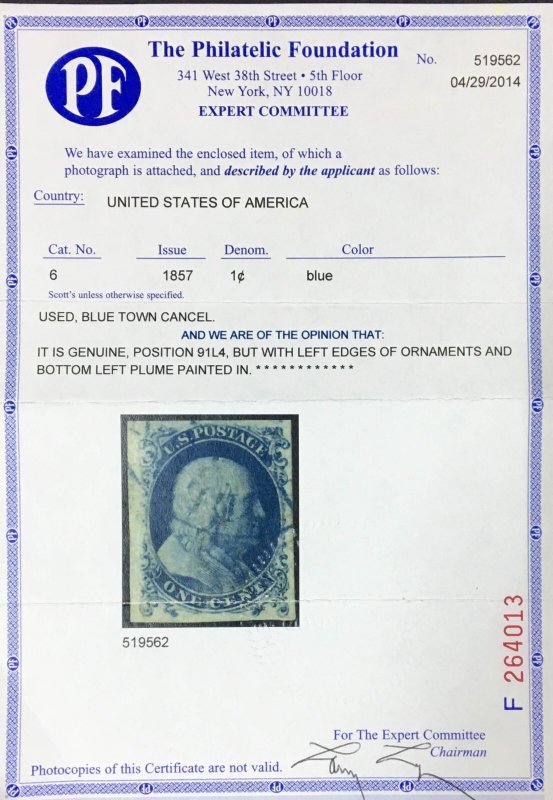 PF
The Philatelic Foundation
341 West 38th Street • 5th Floor
New York, NY 10018
EXPERT COMMITTEE
No. 519562
04/29/2014
We have examined the enclosed item, of which a
photograph is attached, and described by the applicant as follows:
Country: UNITED STATES OF AMERICA
Cat. No. Issue Denom. Color
6 1857 1¢ blue
Scott's unless otherwise specified.
USED, BLUE TOWN CANCEL.
AND WE ARE OF THE OPINION THAT:
IT IS GENUINE, POSITION 91L4, BUT WITH LEFT EDGES OF ORNAMENTS AND
BOTTOM LEFT PLUME PAINTED IN. * * * * * * * * * * * *
U.S. POSTAGE
ONE CENT
519562
F 264013
For The Expert Committee
Chairman
Photocopies of this Certificate are not valid.